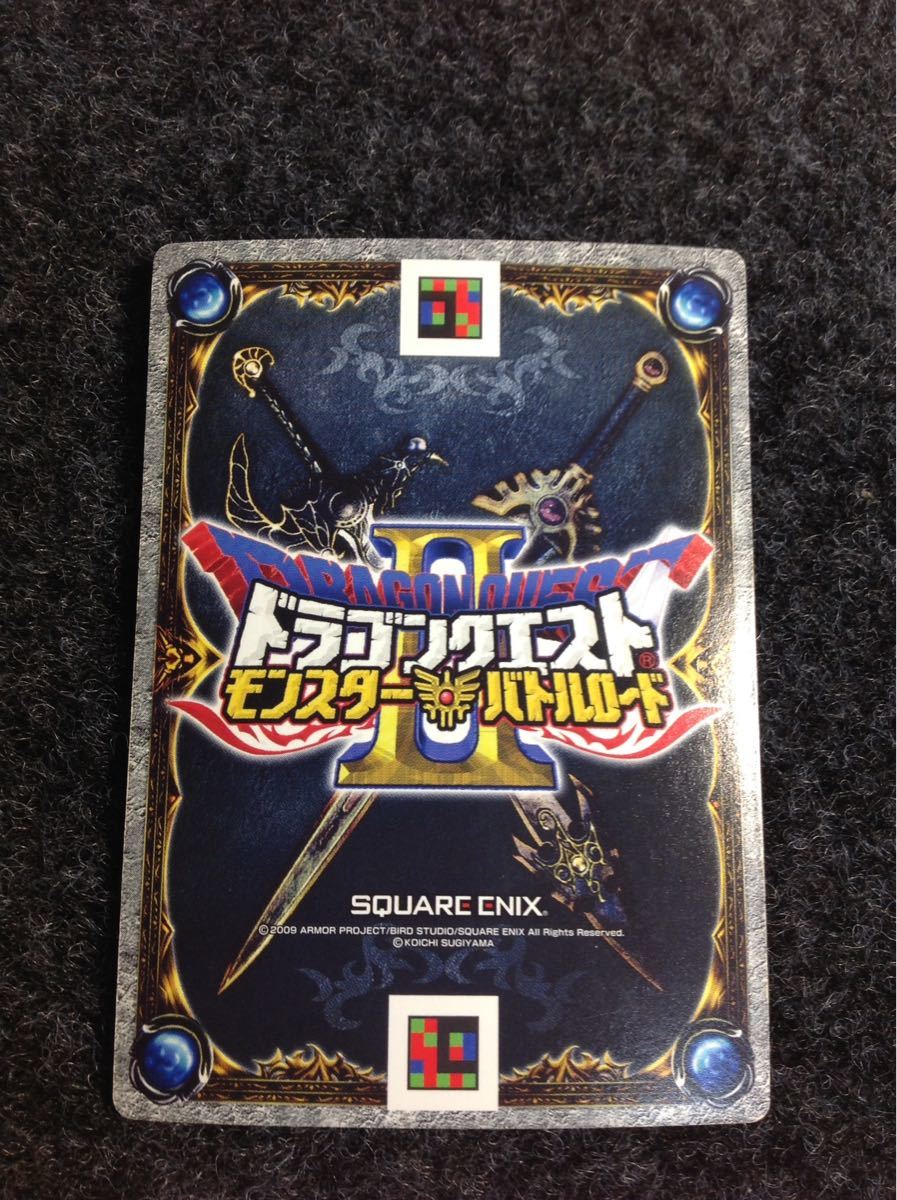 DRAGON QUEST
II
ドラゴンクエスト®
モンスターバトルロード
SQUARE ENIX®
©2009 ARMOR PROJECT/BIRD STUDIO/SQUARE ENIX All Rights Reserved.
©KOICHI SUGIYAMA